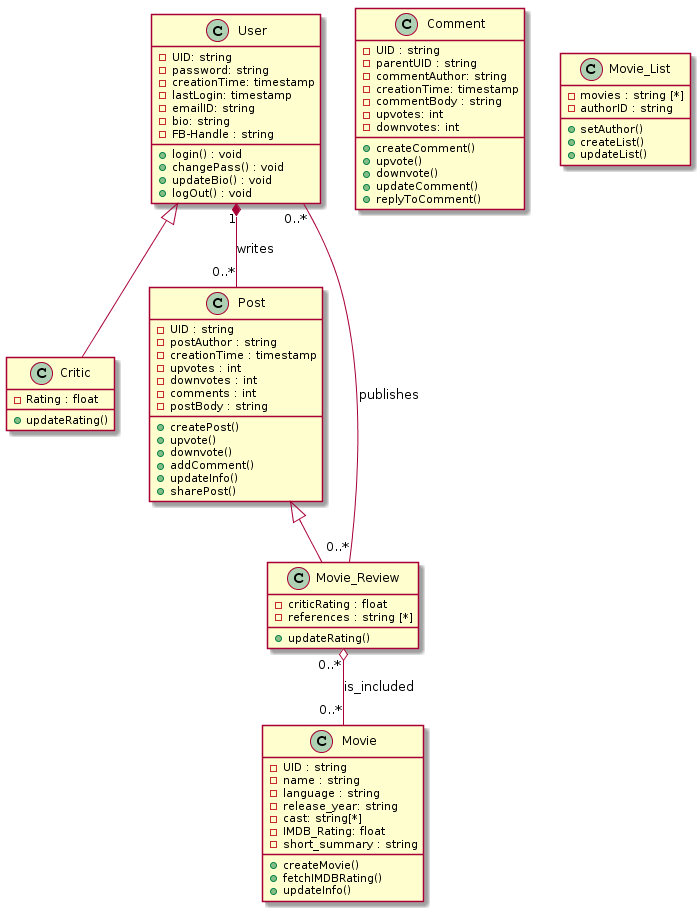 C User
UID: string
password: string
creationTime: timestamp
lastLogin: timestamp
emailID: string
bio: string
FB-Handle : string
login() : void
changePass() : void
updateBio() : void
logOut() : void
C Comment
UID : string
parentUID : string
commentAuthor: string
creationTime: timestamp
commentBody : string
upvotes: int
downvotes: int
createComment()
upvote()
downvote()
updateComment()
replyToComment()
C Movie_List
movies : string [*]
authorID : string
setAuthor()
createList()
updateList()
1
0..*
writes
0..*
C Post
UID : string
postAuthor : string
creationTime : timestamp
upvotes : int
downvotes : int
comments : int
postBody : string
createPost()
upvote()
downvote()
addComment()
updateInfo()
sharePost()
C Critic
Rating : float
updateRating()
publishes
0..*
C Movie_Review
criticRating : float
references : string [*]
updateRating()
0..*
is_included
0..*
C Movie
UID : string
name : string
language : string
release_year: string
cast: string[*]
IMDB_Rating: float
short_summary : string
createMovie()
fetchIMDBRating()
updateInfo()